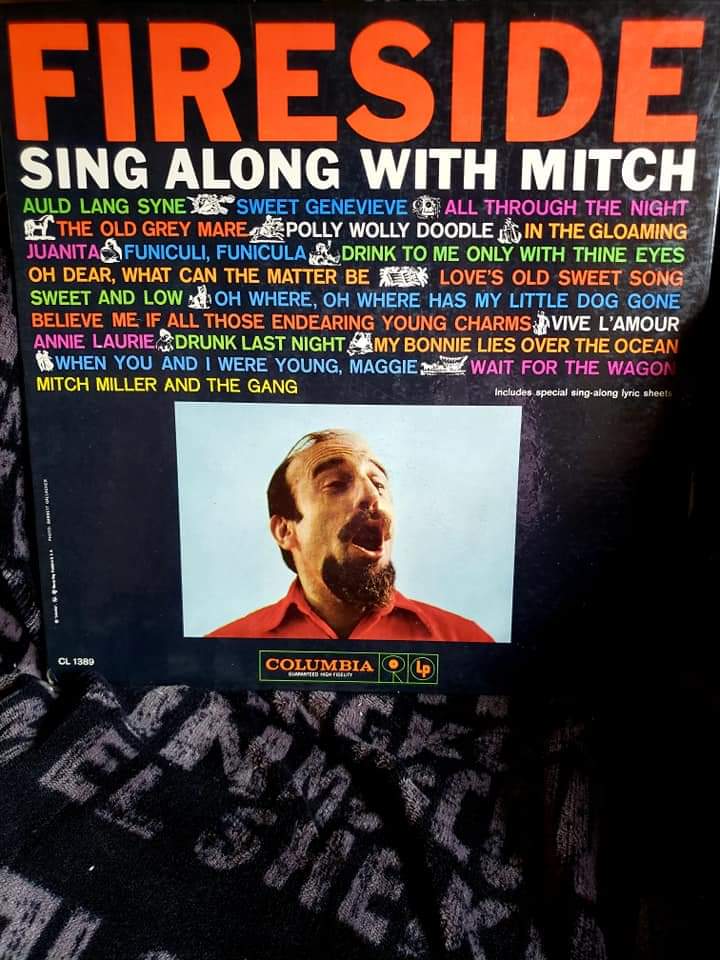 FIRESIDE
SING ALONG WITH MITCH
AULD LANG SYNE SWEET GENEVIEVE ALL THROUGH THE NIGHT
THE OLD GREY MARE POLLY WOLLY DOODLE IN THE GLOAMING
JUANITA FUNICULI, FUNICULA DRINK TO ME ONLY WITH THINE EYES
OH DEAR, WHAT CAN THE MATTER BE LOVE'S OLD SWEET SONG
SWEET AND LOW OH WHERE, OH WHERE HAS MY LITTLE DOG GONE
BELIEVE ME IF ALL THOSE ENDEARING YOUNG CHARMS VIVE L'AMOUR
ANNIE LAURIE DRUNK LAST NIGHT MY BONNIE LIES OVER THE OCEAN
WHEN YOU AND I WERE YOUNG, MAGGIE WAIT FOR THE WAGON
MITCH MILLER AND THE GANG
Includes special sing-along lyric sheets
CL 1389
COLUMBIA Lp
GUARANTEED HIGH FIDELITY